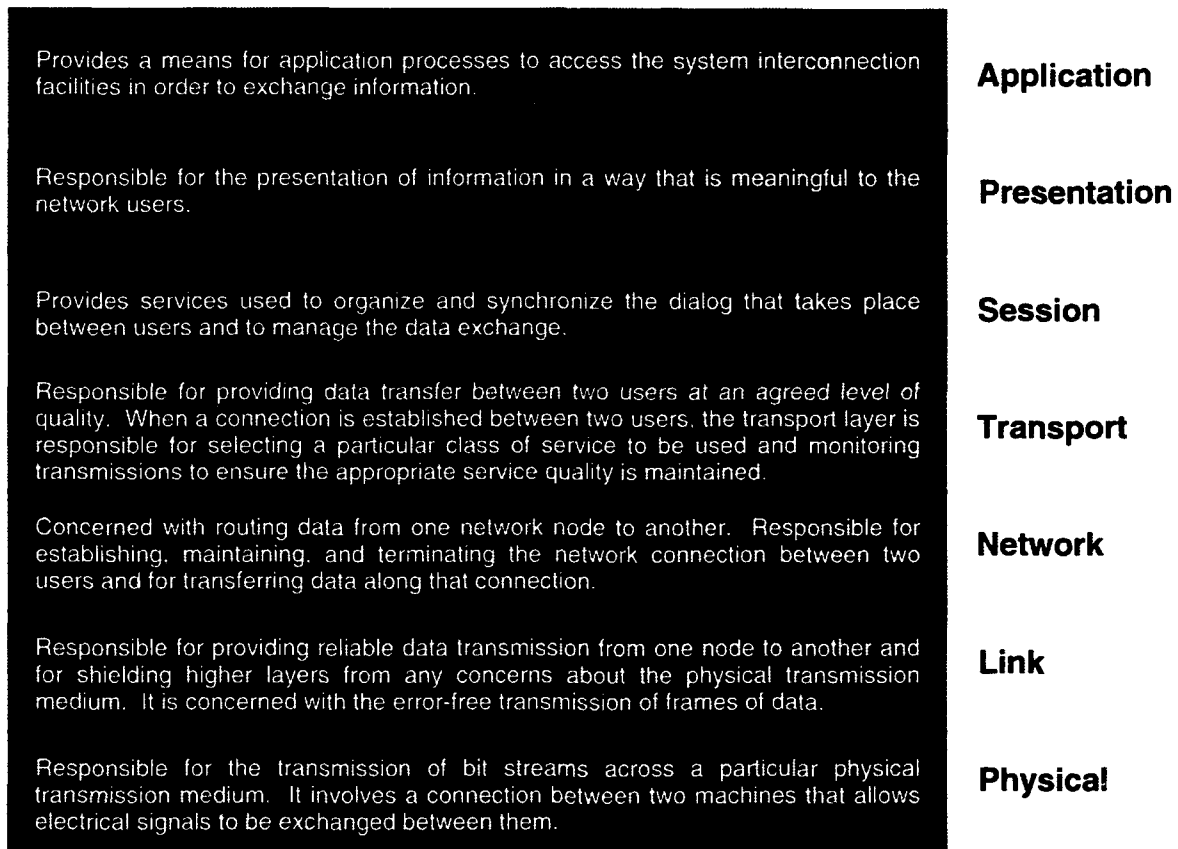 Provides a means for application processes to access the system interconnection
facilities in order to exchange information.
Application
Responsible for the presentation of information in a way that is meaningful to the
network users.
Presentation
Provides services used to organize and synchronize the dialog that takes place
between users and to manage the data exchange.
Session
Responsible for providing data transfer between two users at an agreed level of
quality. When a connection is established between two users, the transport layer is
responsible for selecting a particular class of service to be used and monitoring
transmissions to ensure the appropriate service quality is maintained.
Transport
Concerned with routing data from one network node to another. Responsible for
establishing, maintaining, and terminating the network connection between two
users and for transferring data along that connection.
Network
Responsible for providing reliable data transmission from one node to another and
for shielding higher layers from any concerns about the physical transmission
medium. It is concerned with the error-free transmission of frames of data.
Link
Responsible for the transmission of bit streams across a particular physical
transmission medium. It involves a connection between two machines that allows
electrical signals to be exchanged between them.
Physical